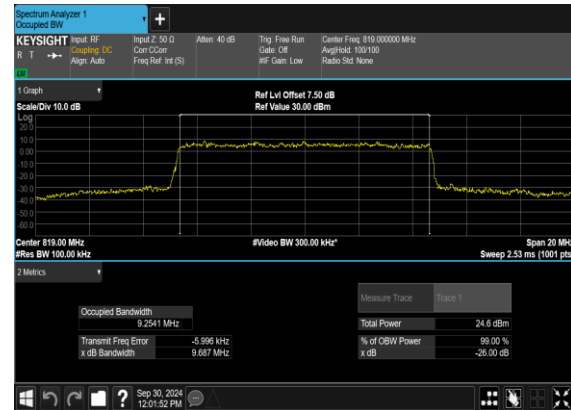 Spectrum Analyzer 1
Occupied BW
KEYSIGHT
R T
Input: RF
Coupling: DC
Align: Auto
Input Z: 50 Ω
Corr CCorr
Freq Ref: Int (S)
Atten: 40 dB
Trig: Free Run
Gate: Off
#IF Gain: Low
Center Freq: 819.000000 MHz
Avg|Hold: 100/100
Radio Std: None
1 Graph
Scale/Div 10.0 dB
Ref Lvl Offset 7.50 dB
Ref Value 30.00 dBm
Log
20.0
10.0
0.00
-10.0
-20.0
-30.0
-40.0
-50.0
-60.0
Center 819.00 MHz
#Res BW 100.00 kHz
#Video BW 300.00 kHz*
Span 20 MHz
Sweep 2.53 ms (1001 pts
2 Metrics
Measure Trace Trace 1
Occupied Bandwidth
9.2541 MHz
Total Power 24.6 dBm
Transmit Freq Error -5.996 kHz
% of OBW Power 99.00 %
x dB Bandwidth 9.687 MHz
x dB -26.00 dB
?
Sep 30, 2024
12:01:52 PM